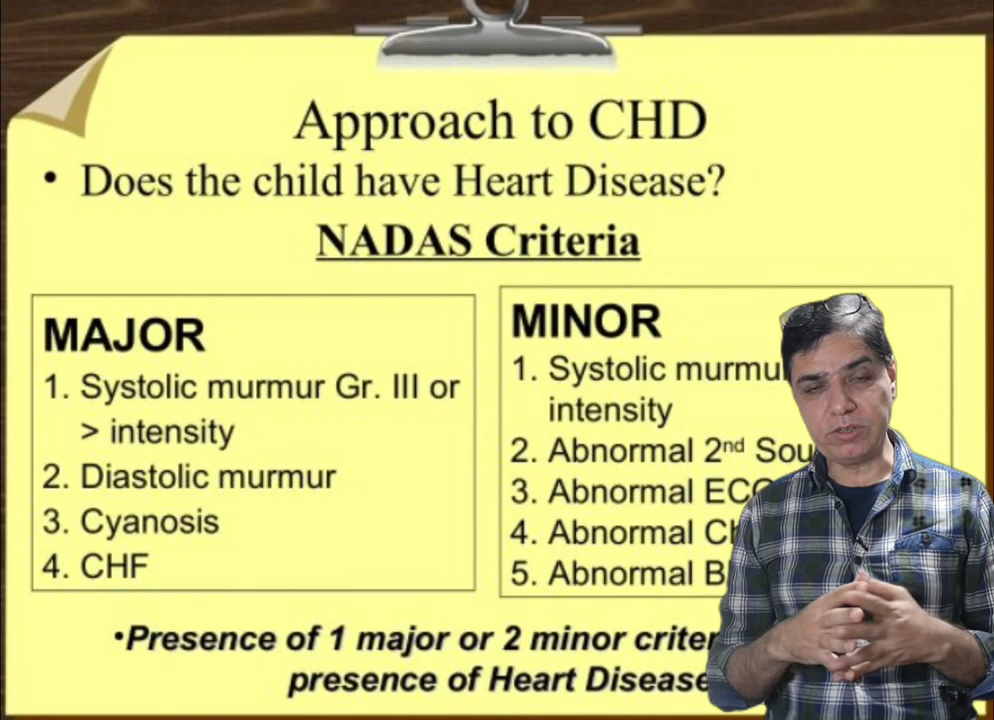 Approach to CHD
• Does the child have Heart Disease?
NADAS Criteria
MAJOR
1. Systolic murmur Gr. III or
> intensity
2. Diastolic murmur
3. Cyanosis
4. CHF
MINOR
1. Systolic
intensity
2. Abnormal 2nd
3. Abnormal
4. Abnormal
5. Abnormal
•Presence of 1 major or 2 minor
presence of Heart Disease